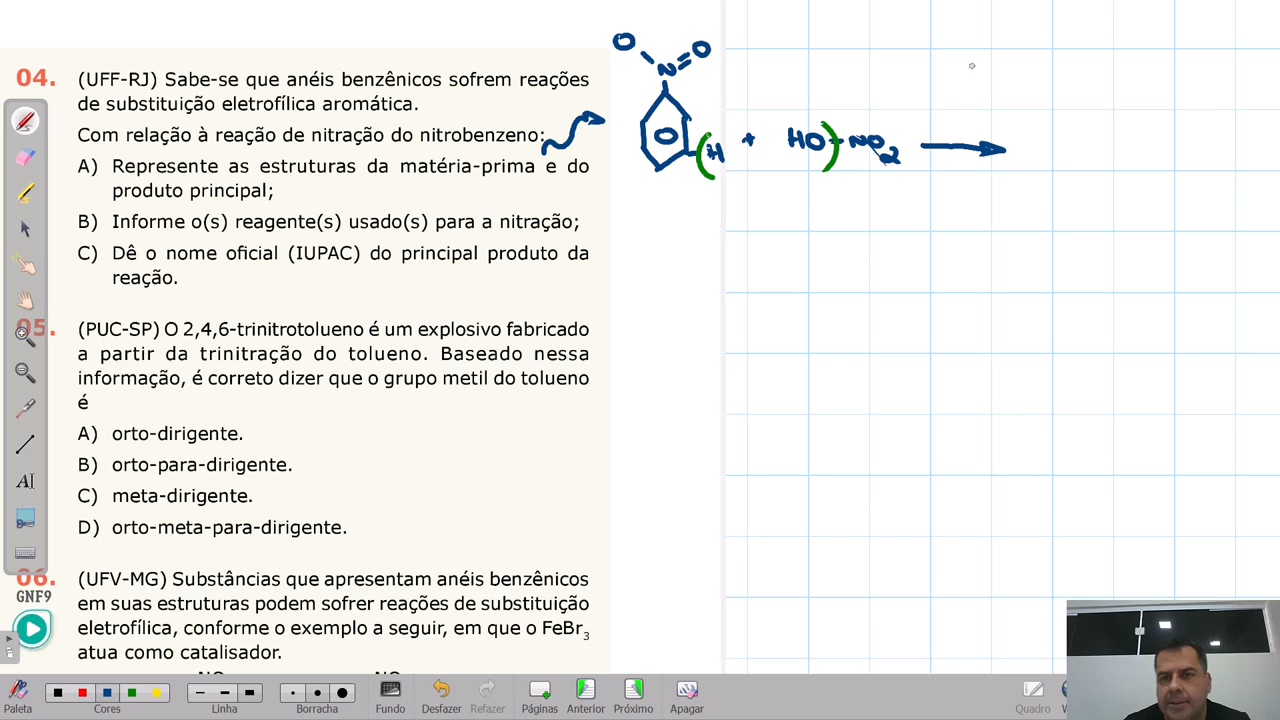 04. (UFF-RJ) Sabe-se que anéis benzênicos sofrem reações
de substituição eletrofílica aromática.
Com relação à reação de nitração do nitrobenzeno:
A) Represente as estruturas da matéria-prima e do
produto principal;
B) Informe o(s) reagente(s) usado(s) para a nitração;
C) Dê o nome oficial (IUPAC) do principal produto da
reação.
O
O
N
O
H + HO-NO2
05. (PUC-SP) O 2,4,6-trinitrotolueno é um explosivo fabricado
a partir da trinitração do tolueno. Baseado nessa
informação, é correto dizer que o grupo metil do tolueno
é
A) orto-dirigente.
B) orto-para-dirigente.
C) meta-dirigente.
D) orto-meta-para-dirigente.
06. (UFV-MG) Substâncias que apresentam anéis benzênicos
GNF9
em suas estruturas podem sofrer reações de substituição
eletrofílica, conforme o exemplo a seguir, em que o FeBr3
atua como catalisador.
AI
Paleta
Cores
Linha
Borracha
Fundo
Desfazer
Refazer
Páginas
Anterior
Próximo
Apagar
Quadro